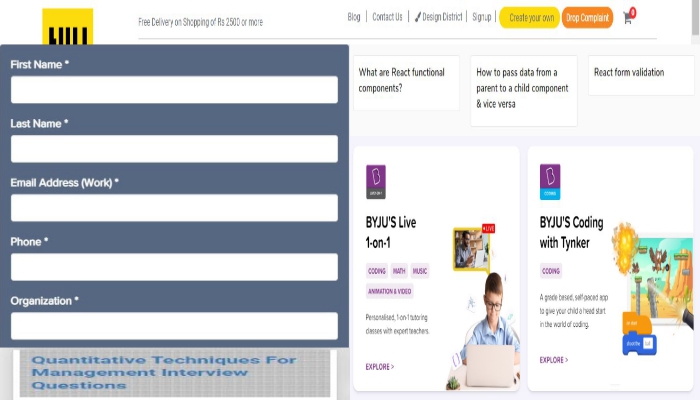 Free Delivery on Shopping of Rs 2500 or more
Blog
Contact Us
Design District
Signup
Create your own
Drop Complaint
0
First Name *
Last Name *
Email Address (Work) *
Phone *
Organization *
Quantitative Techniques For
Management Interview
Questions
What are React functional
components?
How to pass data from a
parent to a child component
& vice versa
React form validation
BYJU'S Live
1-on-1
CODING MATH MUSIC
ANIMATION & VIDEO
Personalised, 1-on-1 tutoring
classes with expert teachers.
EXPLORE >
LIVE
BYJU'S Coding
with Tynker
CODING
A grade based, self-paced app
to give your child a head start
in the world of coding.
EXPLORE >